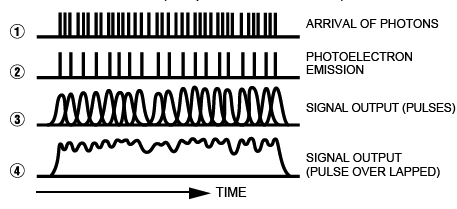 ① ARRIVAL OF PHOTONS
② PHOTOELECTRON
EMISSION
③ SIGNAL OUTPUT (PULSES)
④ SIGNAL OUTPUT
(PULSE OVER LAPPED)
TIME